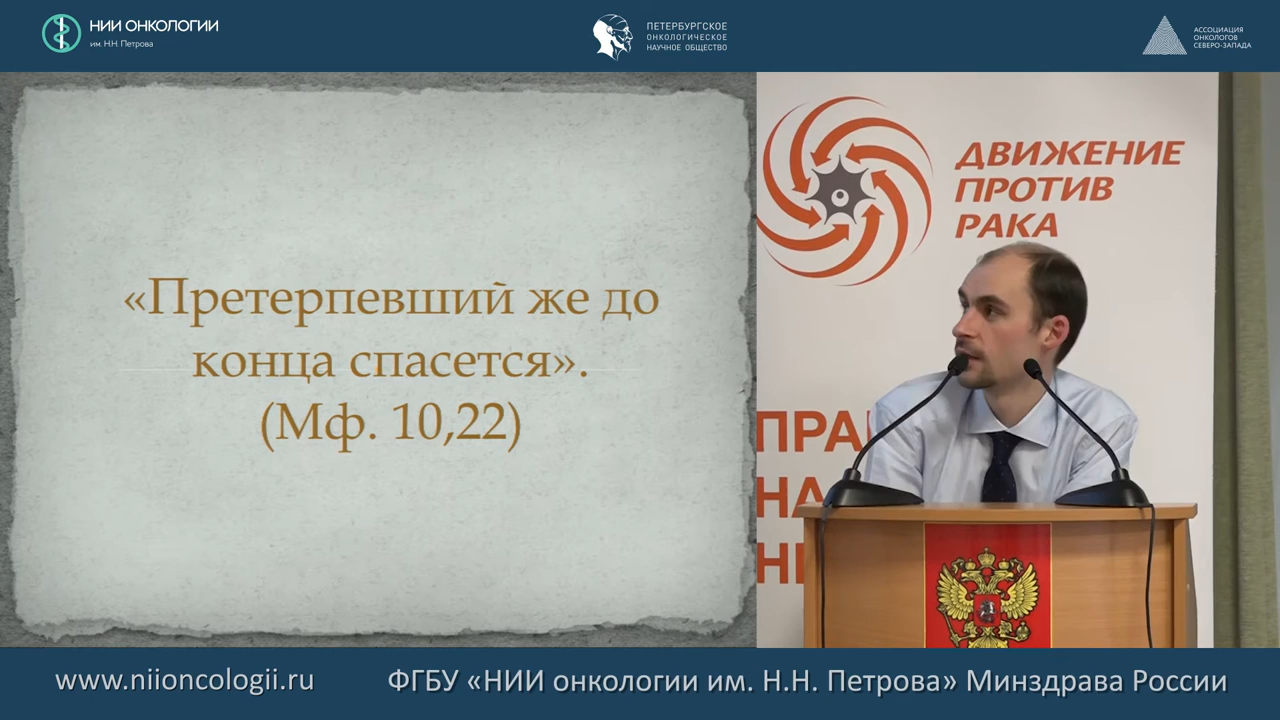 НИИ ОНКОЛОГИИ
им. Н.Н. Петрова
ПЕТЕРБУРГСКОЕ
ОНКОЛОГИЧЕСКОЕ
НАУЧНОЕ ОБЩЕСТВО
АССОЦИАЦИЯ
ОНКОЛОГОВ
СЕВЕРО-ЗАПАДА
«Претерпевший же до
конца спасется».
(Мф. 10,22)
ДВИЖЕНИЕ
ПРОТИВ
РАКА
НА
www.niioncologii.ru
ФГБУ «НИИ онкологии им. Н.Н. Петрова» Минздрава России